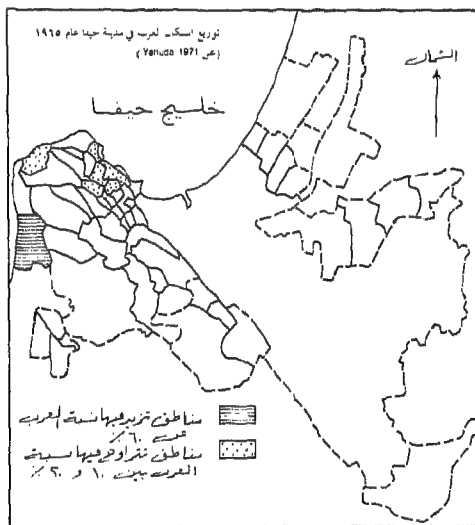 توزيع السكان العرب في مدينة حيفا عام ١٩٦٥
(عن Yehuda 1971)
الشمال
خليج حيفا
مناطق تزيد فيها نسبة العرب
عن ٦٠ ٪
مناطق تتراوح فيها نسبة
العرب بين ١٠ و ٢٠ ٪